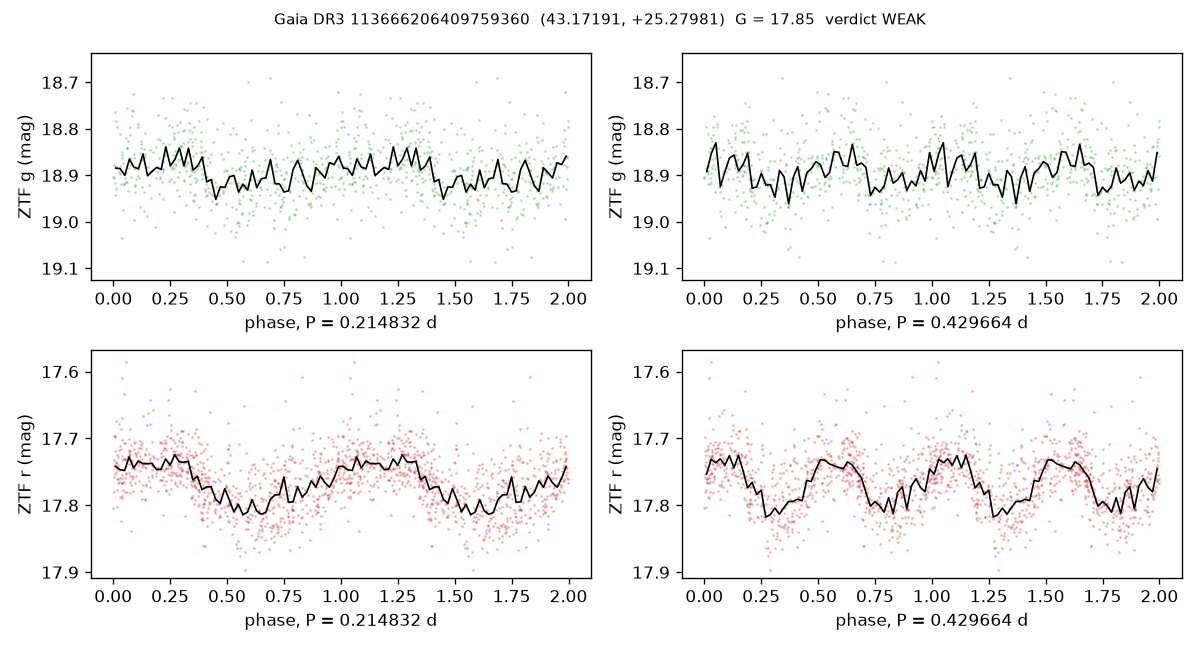 Gaia DR3 113666206409759360 (43.17191, +25.27981) G = 17.85 verdict WEAK
ZTF g (mag)
18.7
18.8
18.9
19.0
19.1
0.00 0.25 0.50 0.75 1.00 1.25 1.50 1.75 2.00
phase, P = 0.214832 d
ZTF g (mag)
18.7
18.8
18.9
19.0
19.1
0.00 0.25 0.50 0.75 1.00 1.25 1.50 1.75 2.00
phase, P = 0.429664 d
ZTF r (mag)
17.6
17.7
17.8
17.9
0.00 0.25 0.50 0.75 1.00 1.25 1.50 1.75 2.00
phase, P = 0.214832 d
ZTF r (mag)
17.6
17.7
17.8
17.9
0.00 0.25 0.50 0.75 1.00 1.25 1.50 1.75 2.00
phase, P = 0.429664 d